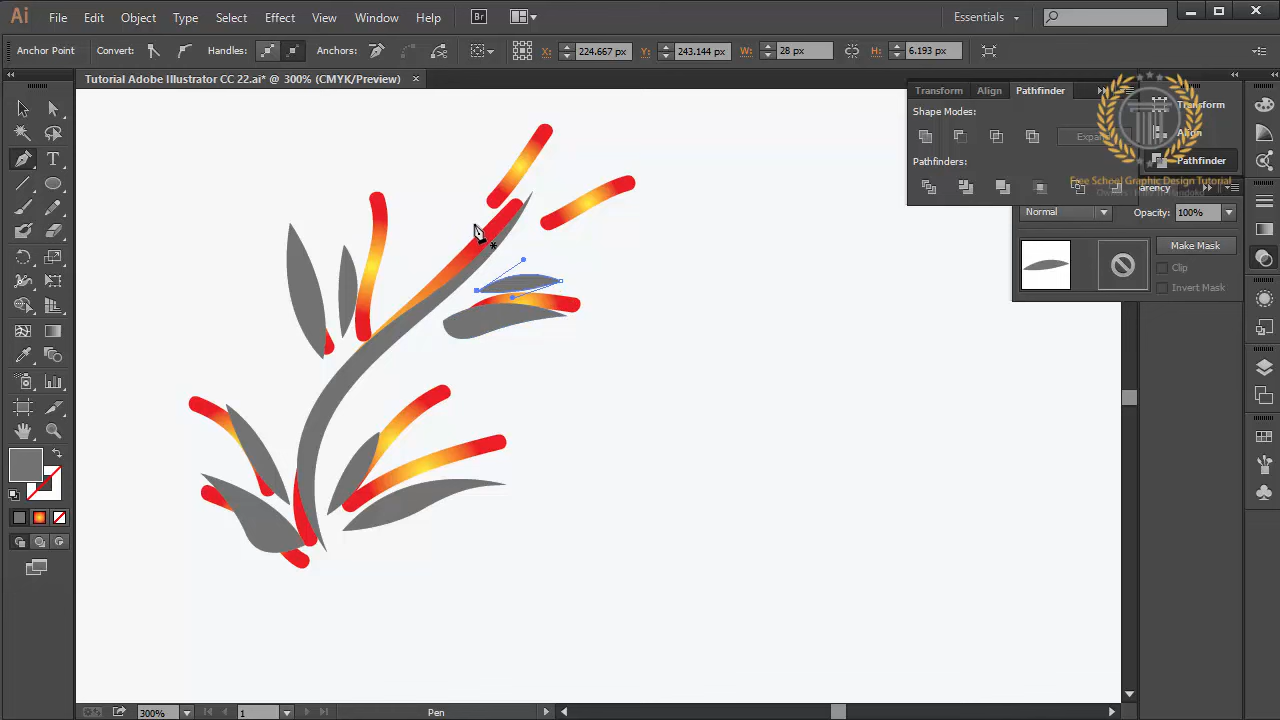 Ai File Edit Object Type Select Effect View Window Help Br Essentials
Anchor Point Convert: Handles: Anchors: X: 224.667 px Y: 243.144 px W: 28 px H: 6.193 px
Tutorial Adobe Illustrator CC 22.ai* @ 300% (CMYK/Preview) ×
Transform Align Pathfinder
Shape Modes:
Pathfinders:
Transform
Align
Pathfinder
Free School Graphic Design Tutorial
Normal Opacity: 100%
Make Mask
Clip
Invert Mask
T
300% 1 Pen